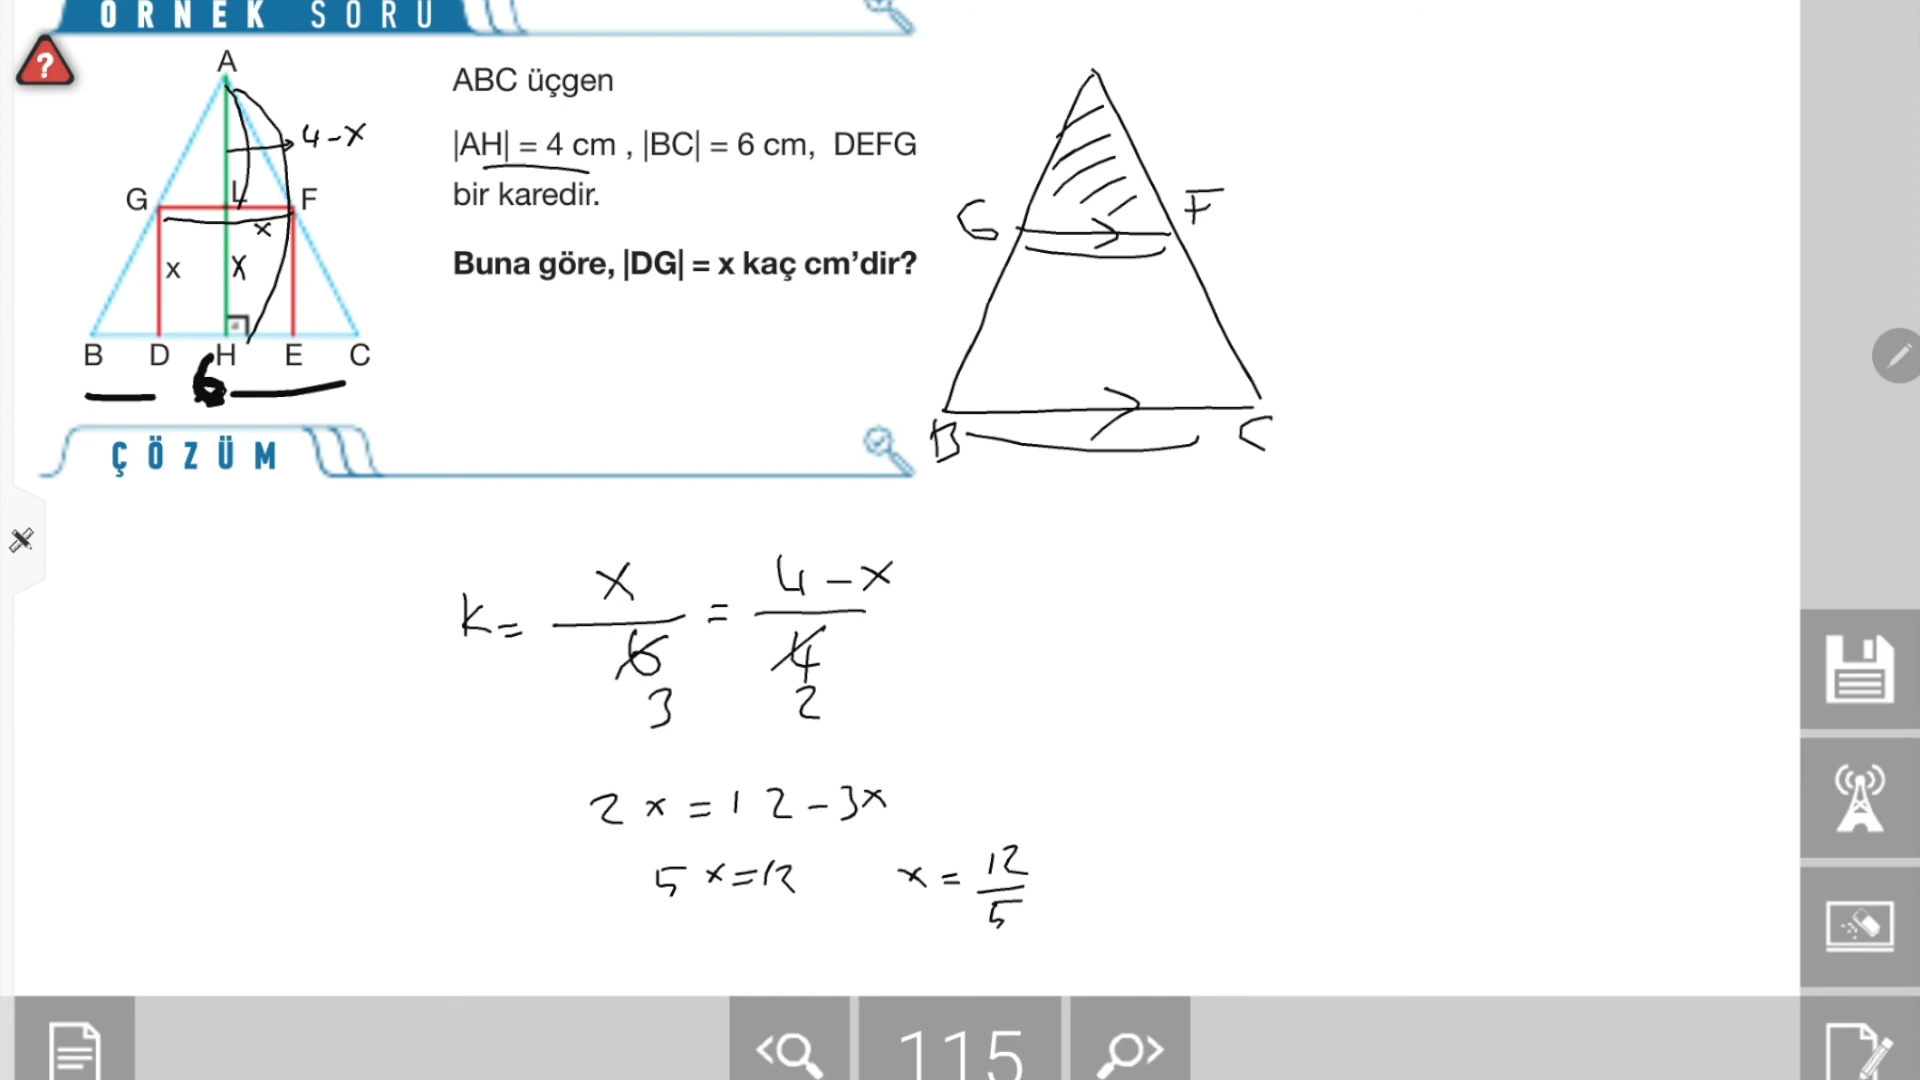 ÖRNEK SORU
?
A
4-x
G
L
F
x
x
x
B D H E C
6
ABC üçgen
|AH| = 4 cm , |BC| = 6 cm, DEFG
bir karedir.
Buna göre, |DG| = x kaç cm’dir?
G F
B C
ÇÖZÜM
k = x/6 = 4-x/4
3 2
2x = 12 - 3x
5x = 12 x = 12/5
<Q 115 Q>